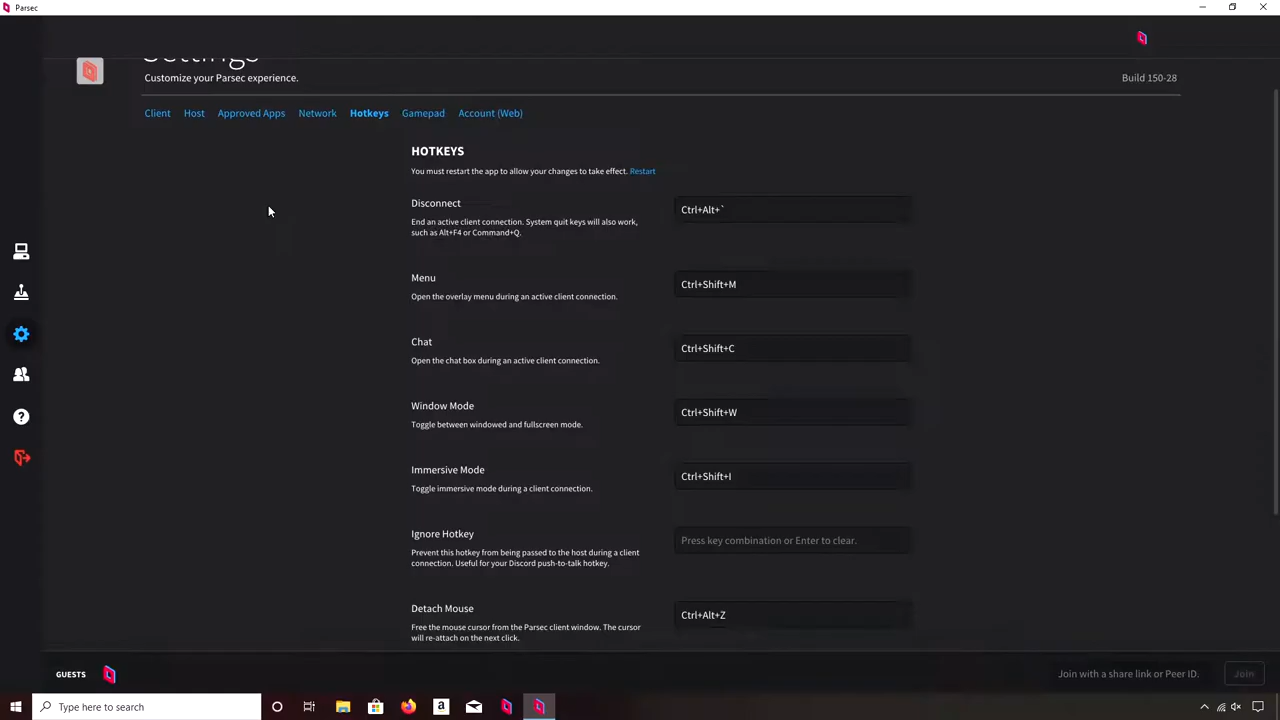 Parsec
Settings
Customize your Parsec experience.
Build 150-28
Client Host Approved Apps Network Hotkeys Gamepad Account (Web)
HOTKEYS
You must restart the app to allow your changes to take effect. Restart
Disconnect
Ctrl+Alt+`
End an active client connection. System quit keys will also work,
such as Alt+F4 or Command+Q.
Menu
Ctrl+Shift+M
Open the overlay menu during an active client connection.
Chat
Ctrl+Shift+C
Open the chat box during an active client connection.
Window Mode
Ctrl+Shift+W
Toggle between windowed and fullscreen mode.
Immersive Mode
Ctrl+Shift+I
Toggle immersive mode during a client connection.
Ignore Hotkey
Press key combination or Enter to clear.
Prevent this hotkey from being passed to the host during a client
connection. Useful for your Discord push-to-talk hotkey.
Detach Mouse
Ctrl+Alt+Z
Free the mouse cursor from the Parsec client window. The cursor
will re-attach on the next click.
GUESTS
Join with a share link or Peer ID.
Join
Type here to search